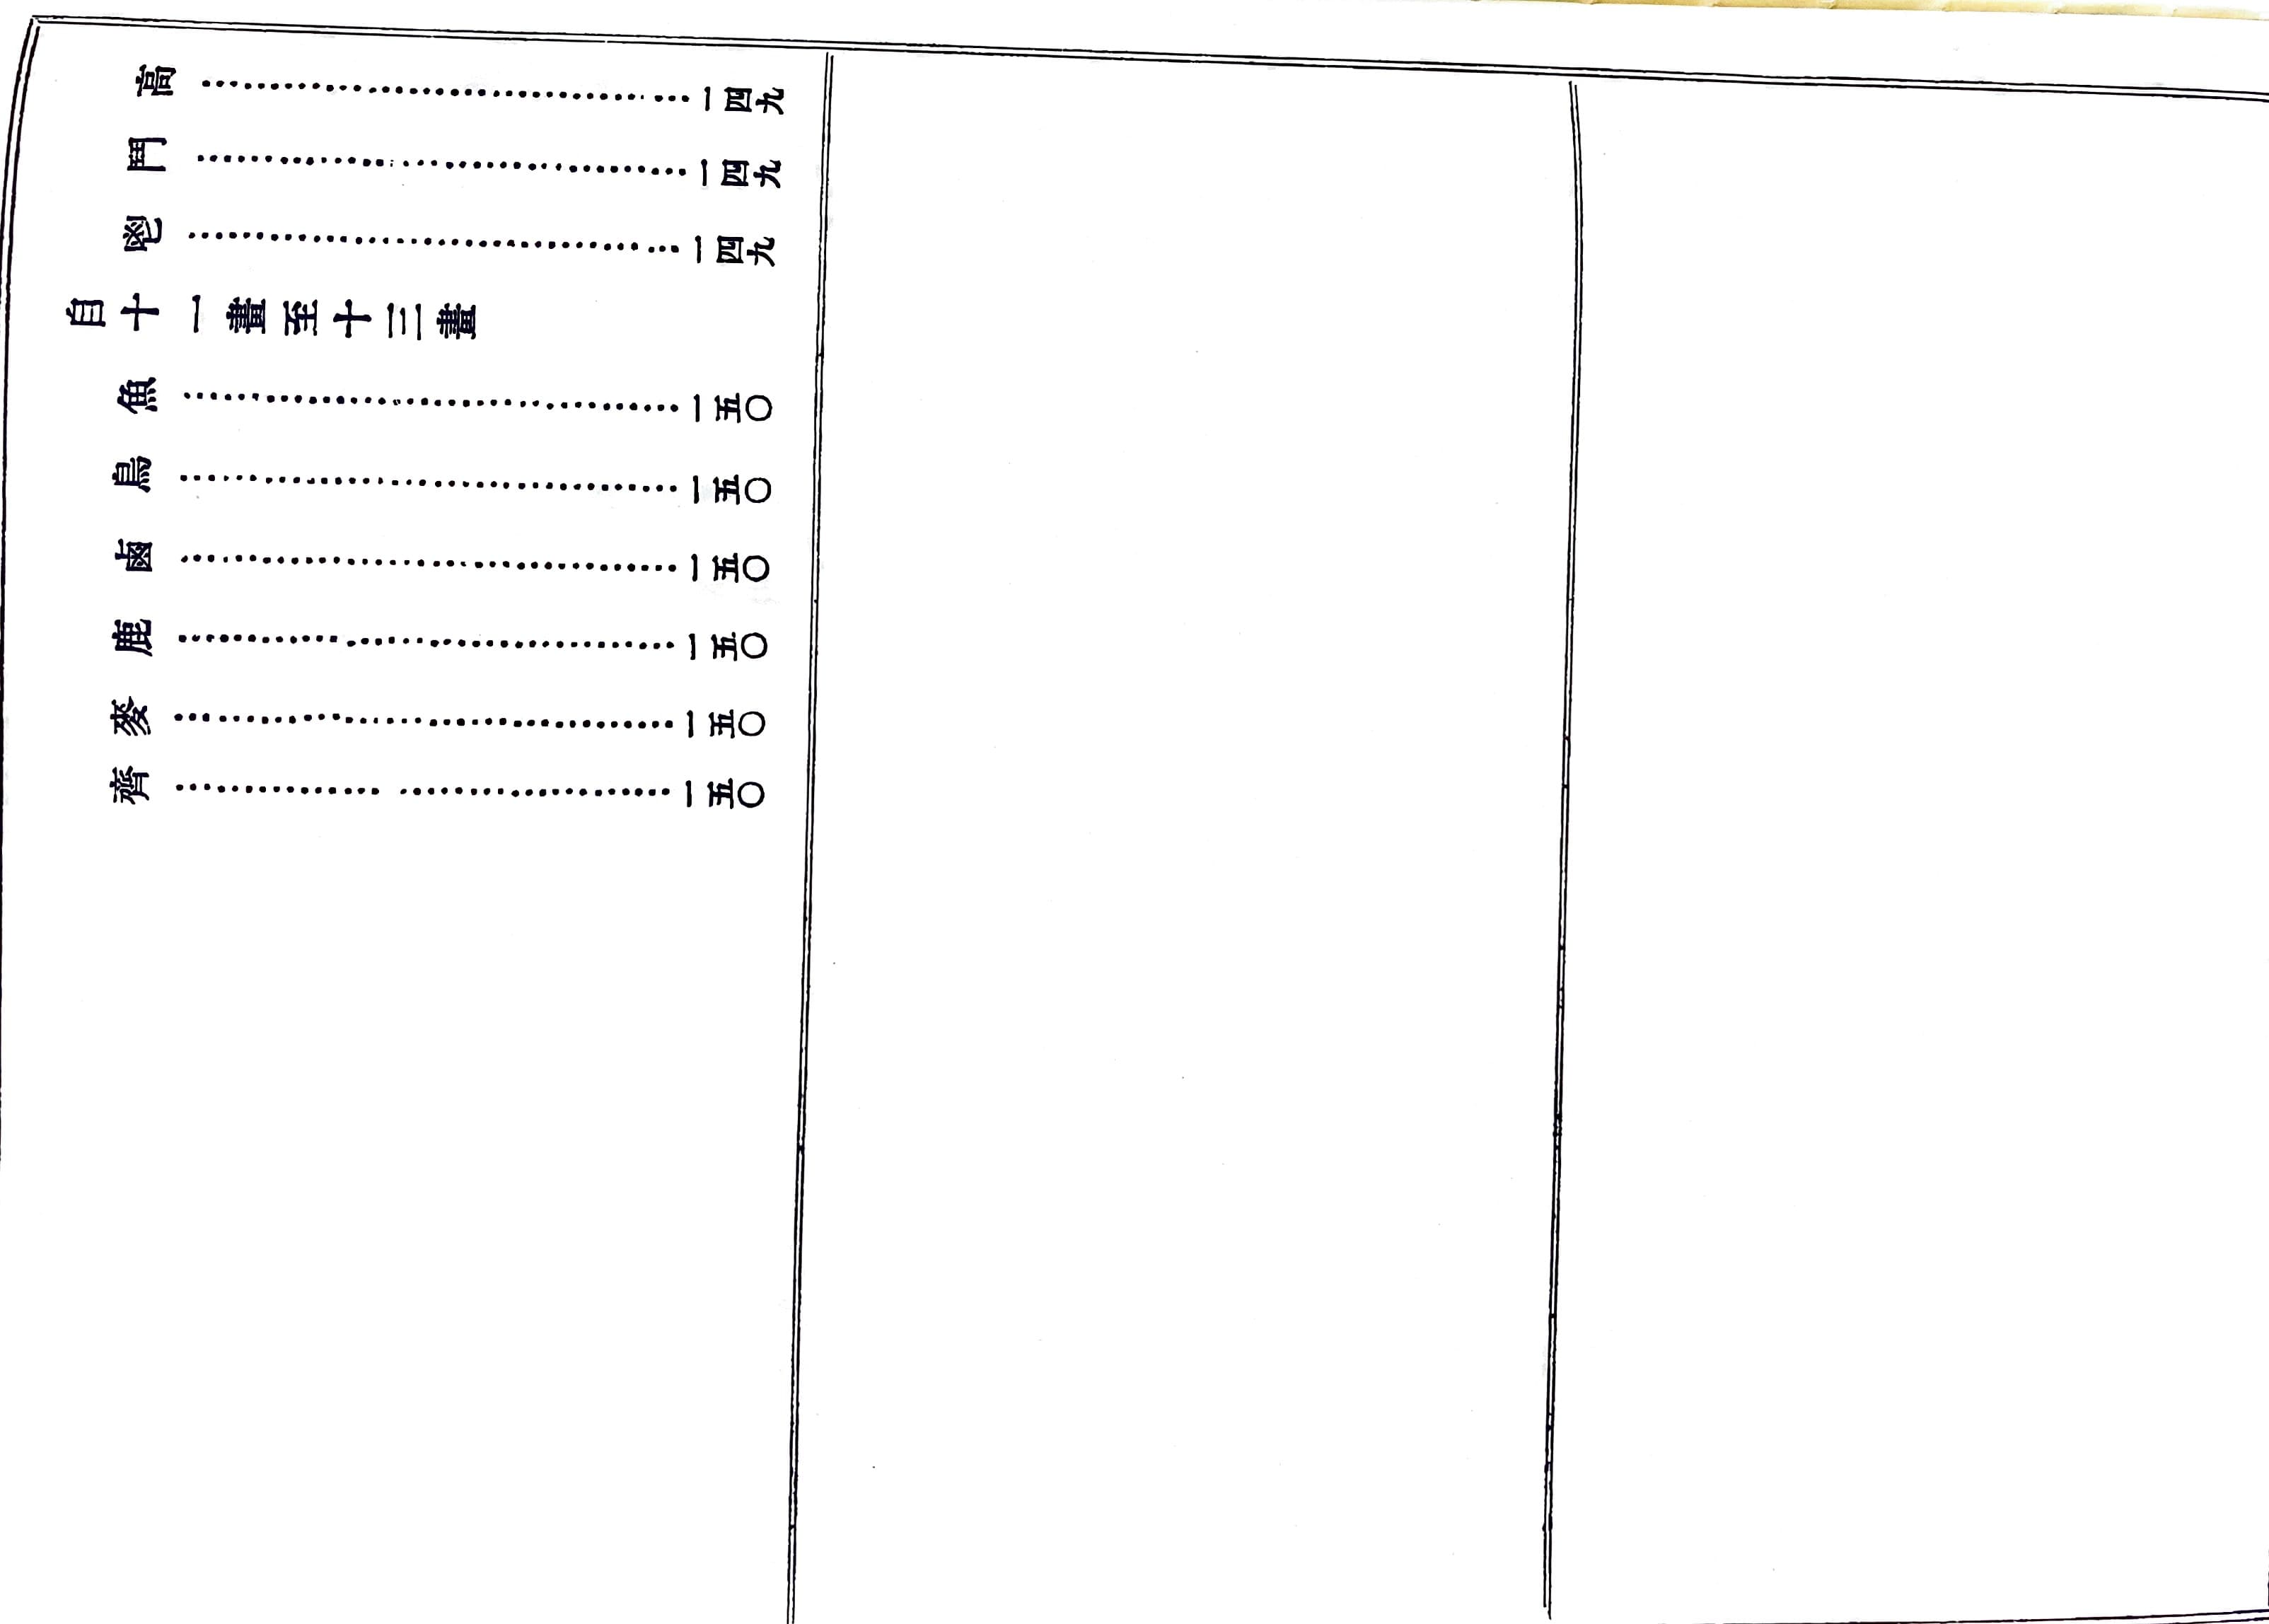 高……一四九
鬥……一四九
鬯……一四九
自十一畫至十三畫
魚……一五〇
鳥……一五〇
鹵……一五〇
鹿……一五〇
麥……一五〇
齊……一五〇